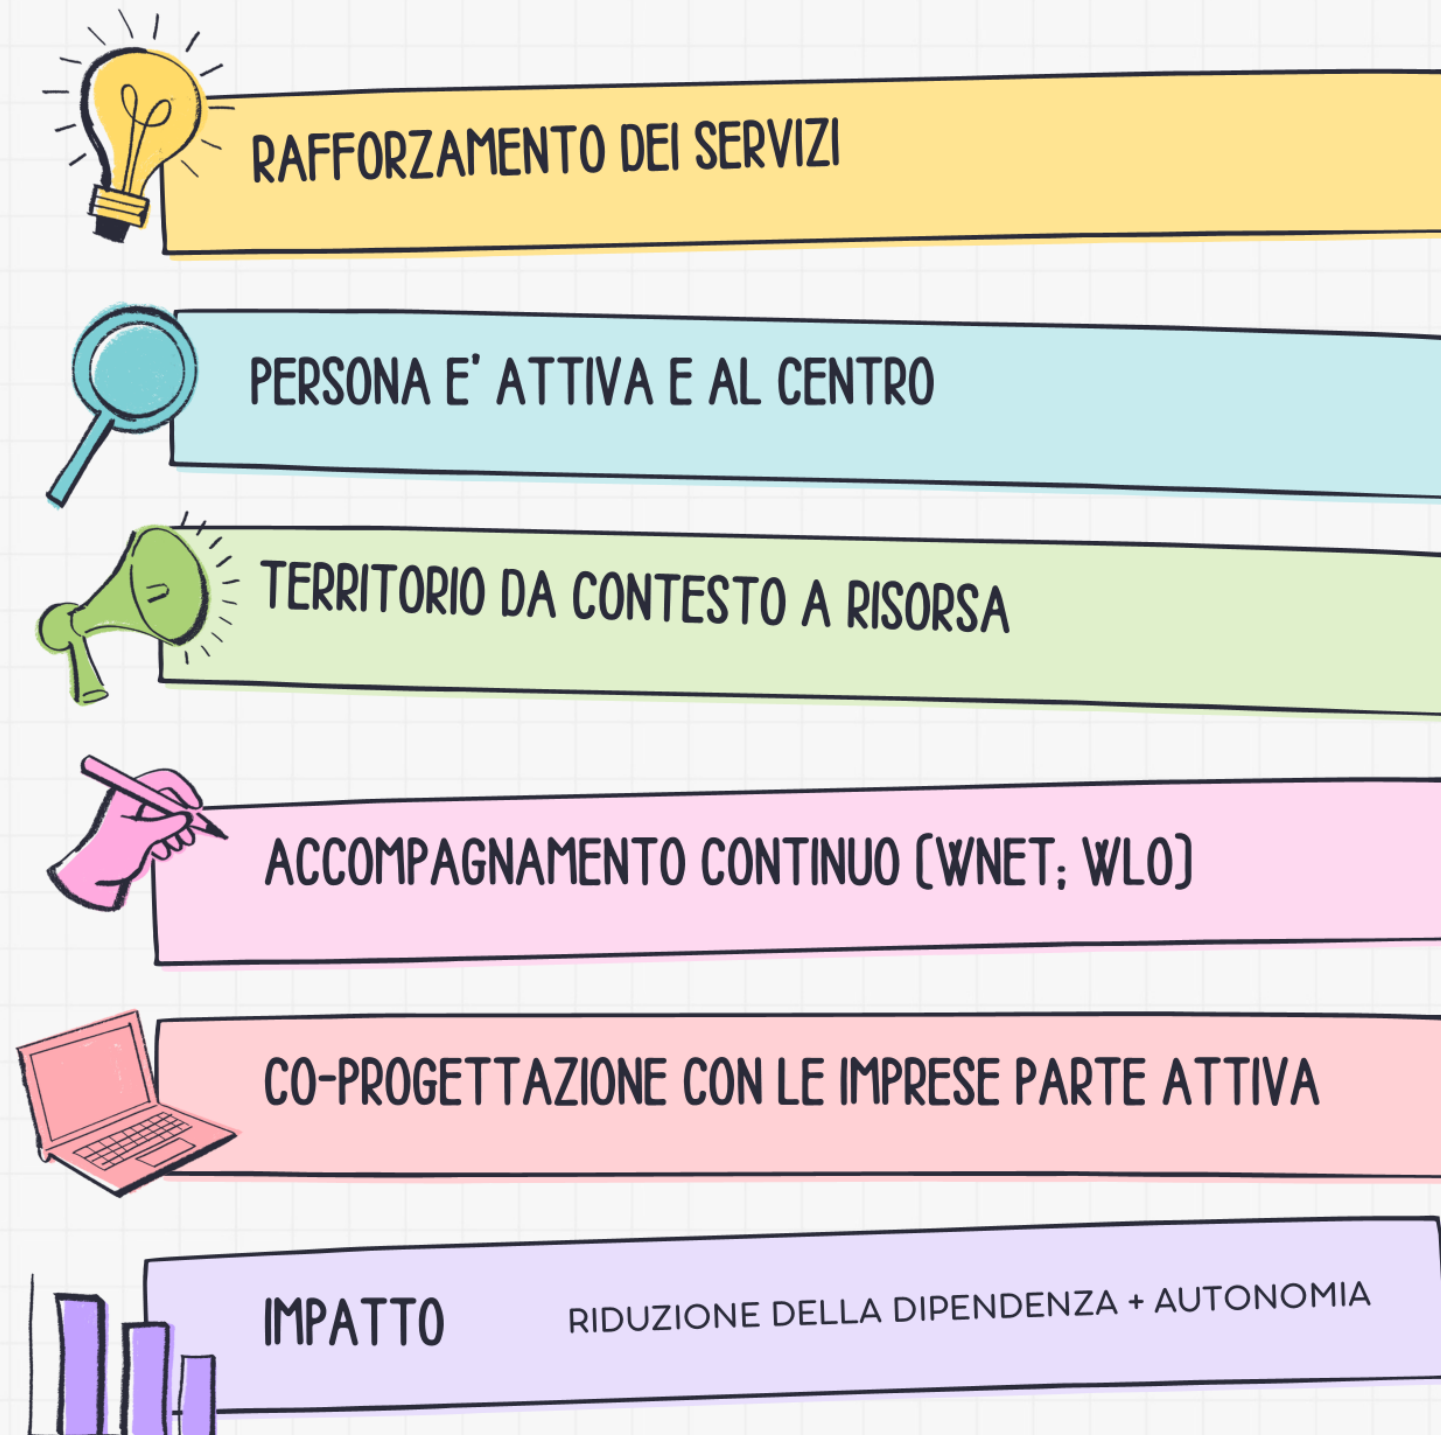 RAFFORZAMENTO DEI SERVIZI
PERSONA E' ATTIVA E AL CENTRO
TERRITORIO DA CONTESTO A RISORSA
ACCOMPAGNAMENTO CONTINUO (WNET; WLO)
CO-PROGETTAZIONE CON LE IMPRESE PARTE ATTIVA
IMPATTO RIDUZIONE DELLA DIPENDENZA + AUTONOMIA